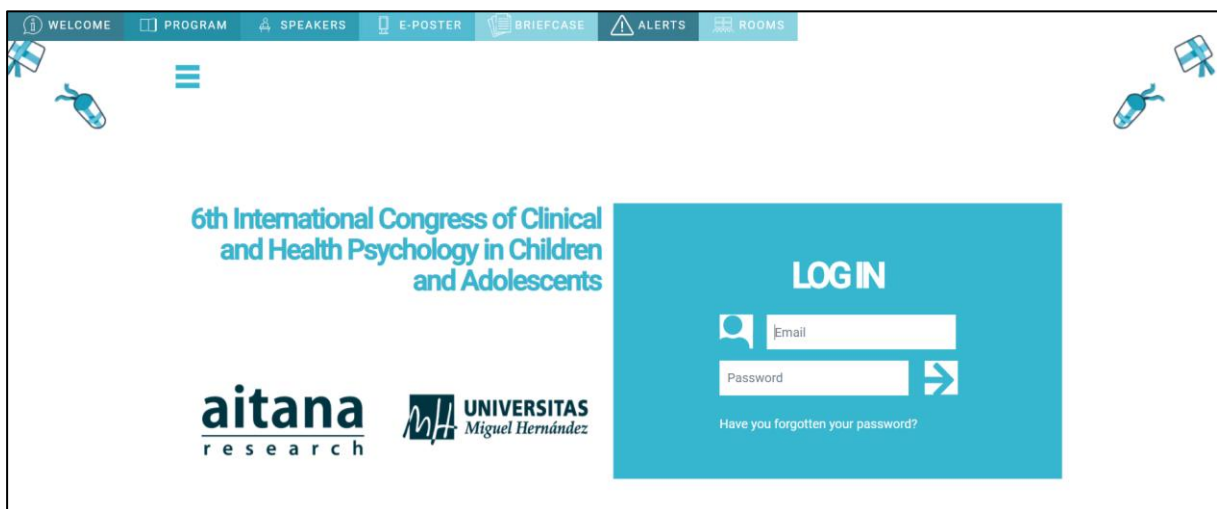 WELCOME PROGRAM SPEAKERS E-POSTER BRIEFCASE ALERTS ROOMS
6th International Congress of Clinical
and Health Psychology in Children
and Adolescents
LOG IN
Email
Password
Have you forgotten your password?
aitana
research
UNIVERSITAS
Miguel Hernández